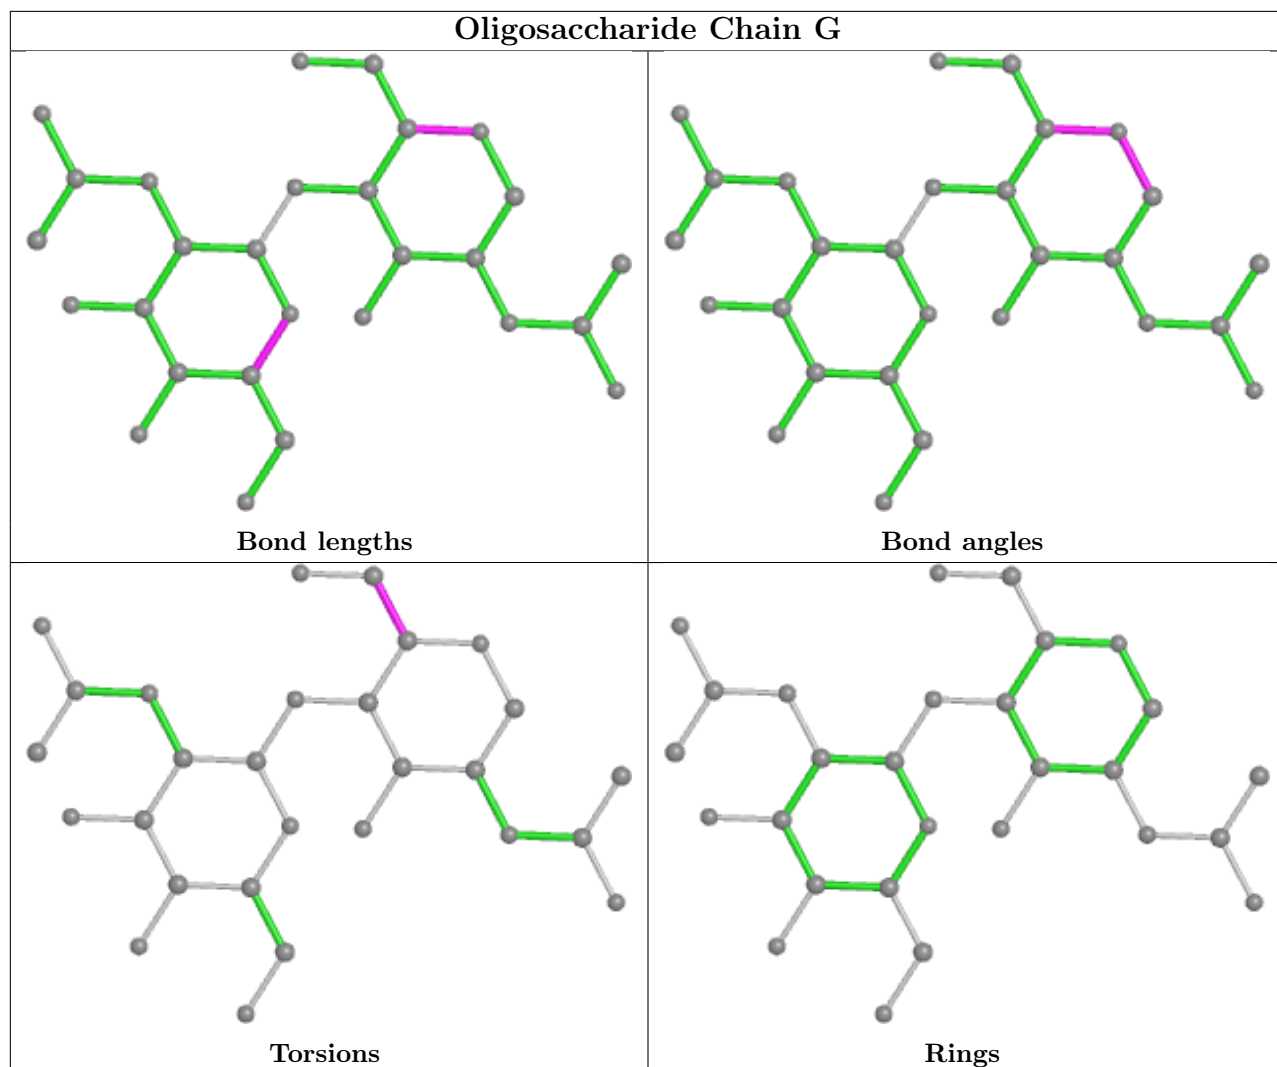 Oligosaccharide Chain G
Bond lengths
Bond angles
Torsions
Rings